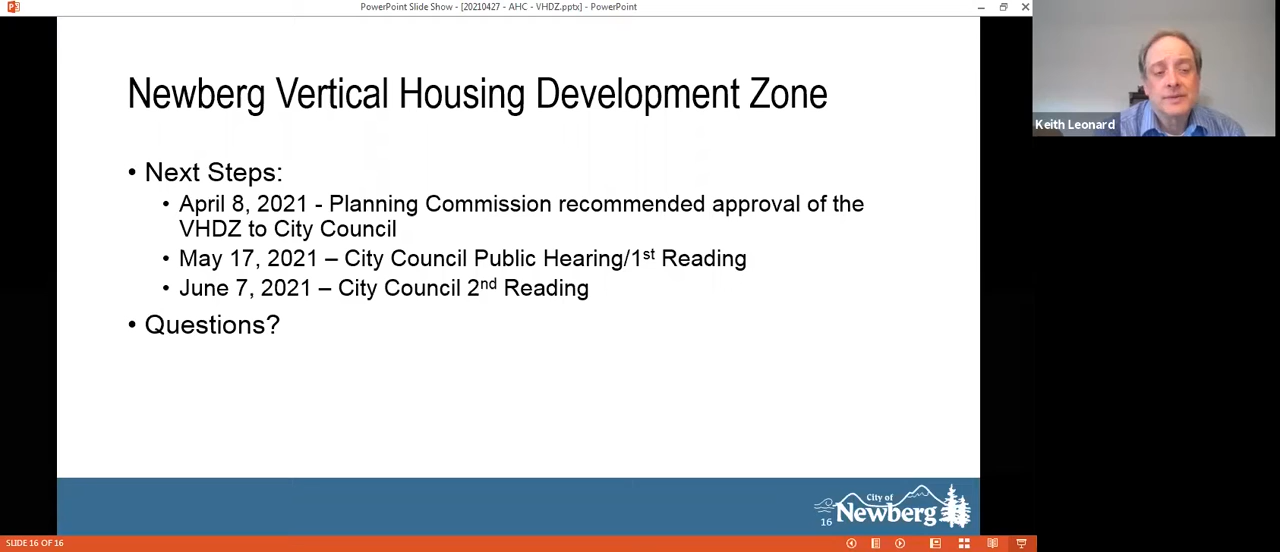 PowerPoint Slide Show - [20210427 - AHC - VHDZ.pptx] - PowerPoint
Newberg Vertical Housing Development Zone
• Next Steps:
• April 8, 2021 - Planning Commission recommended approval of the
VHDZ to City Council
• May 17, 2021 – City Council Public Hearing/1st Reading
• June 7, 2021 – City Council 2nd Reading
• Questions?
Keith Leonard
City of
Newberg
16
SLIDE 16 OF 16